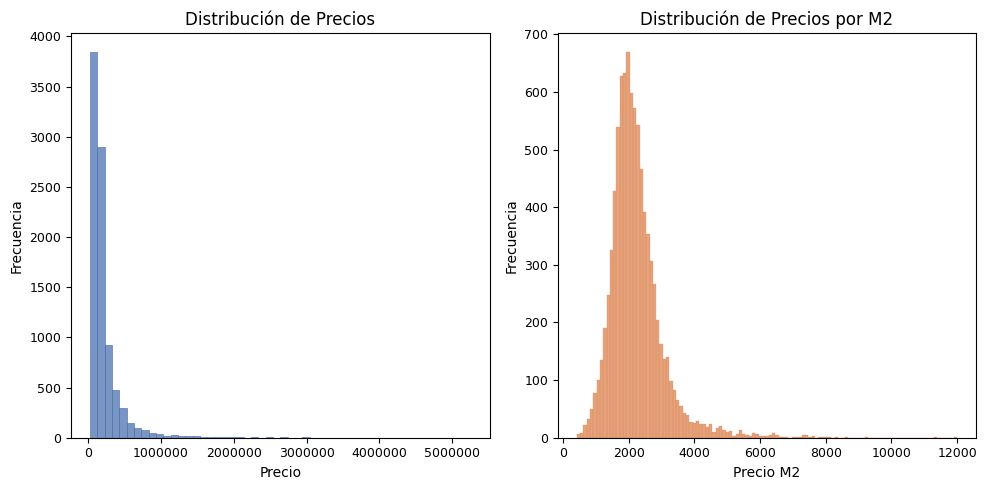 Distribución de Precios
4000
3500
3000
2500
2000
1500
1000
500
0
Frecuencia
0 1000000 2000000 3000000 4000000 5000000
Precio
Distribución de Precios por M2
700
600
500
400
300
200
100
0
Frecuencia
0 2000 4000 6000 8000 10000 12000
Precio M2